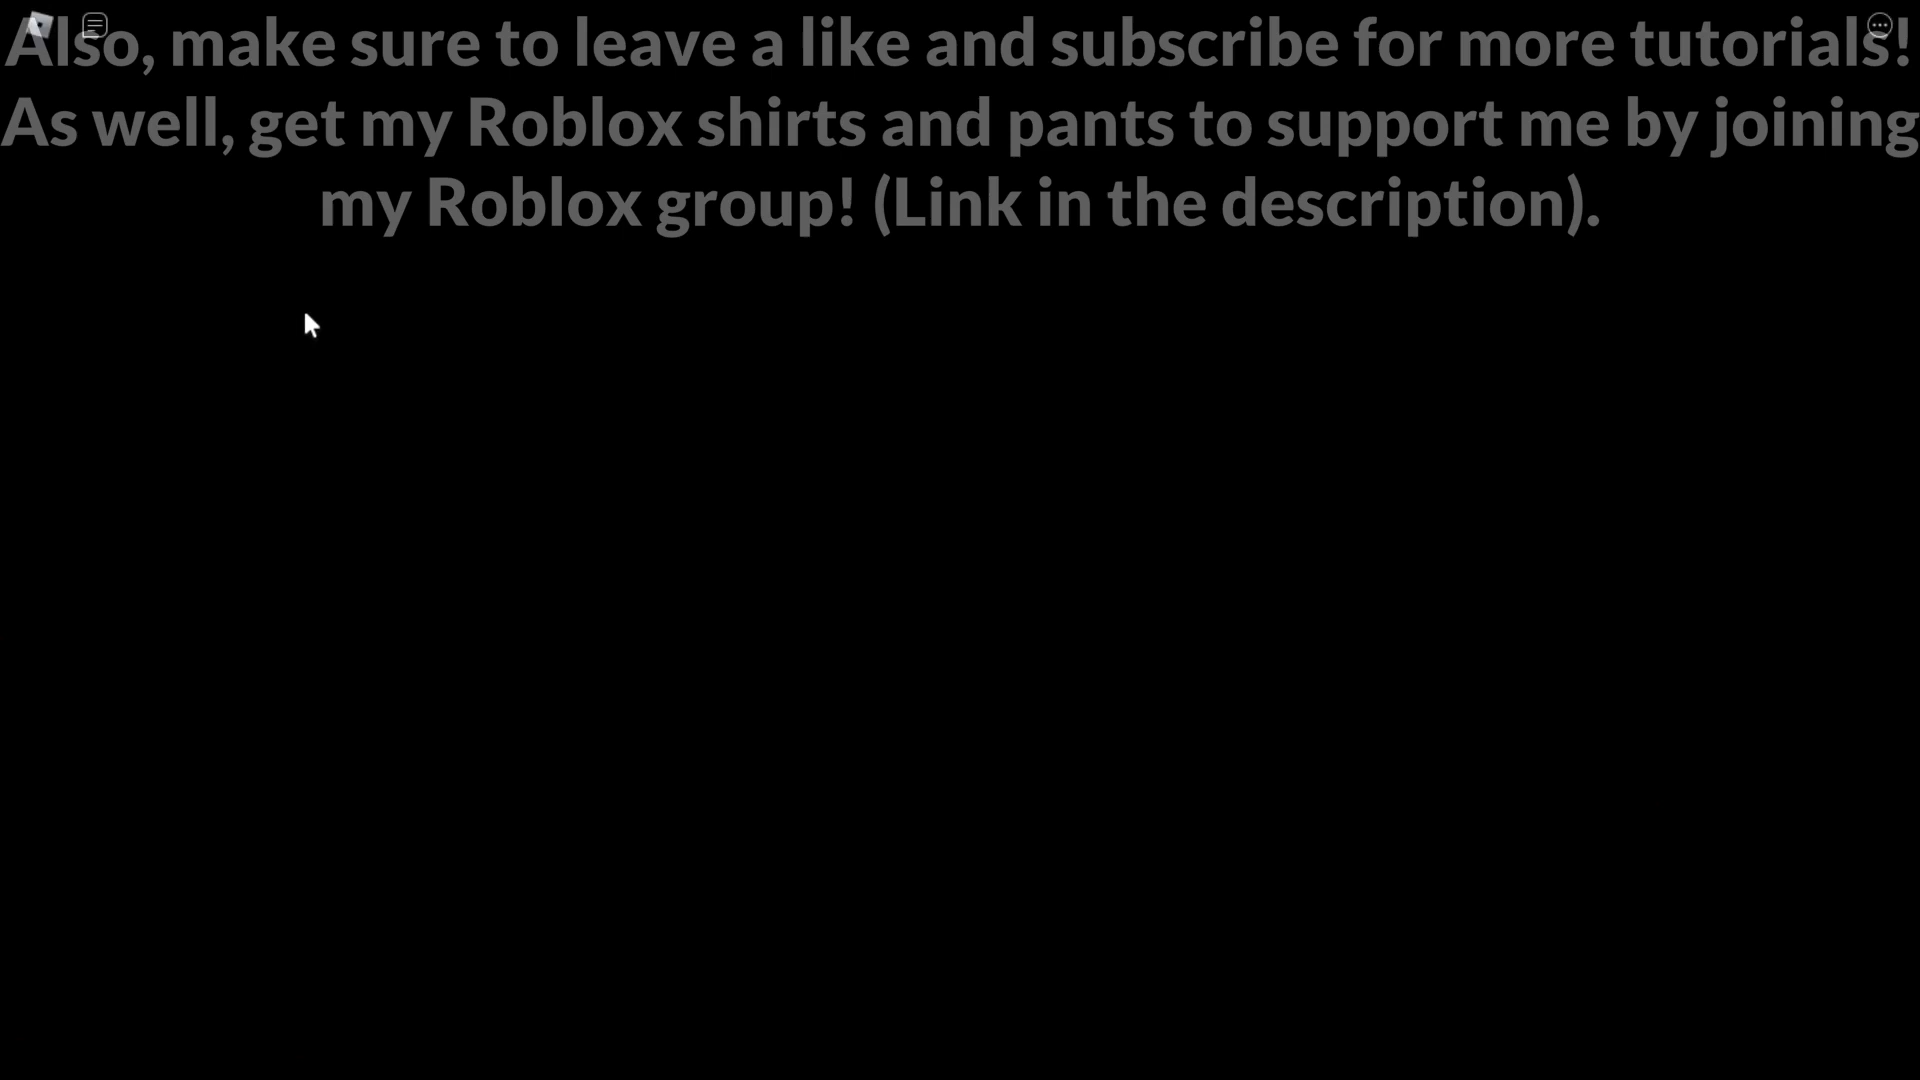 Also, make sure to leave a like and subscribe for more tutorials!
As well, get my Roblox shirts and pants to support me by joining
my Roblox group! (Link in the description).